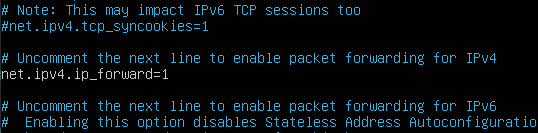 # Note: This may impact IPv6 TCP sessions too
#net.ipv4.tcp_syncookies=1
# Uncomment the next line to enable packet forwarding for IPv4
net.ipv4.ip_forward=1
# Uncomment the next line to enable packet forwarding for IPv6
#  Enabling this option disables Stateless Address Autoconfiguratio